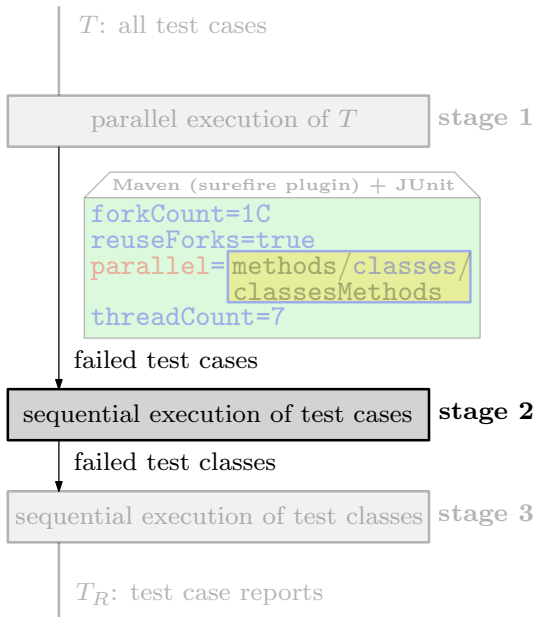 T: all test cases
parallel execution of T stage 1
Maven (surefire plugin) + JUnit
forkCount=1C
reuseForks=true
parallel=methods/classes/
classesMethods
threadCount=7
failed test cases
sequential execution of test cases stage 2
failed test classes
sequential execution of test classes stage 3
T_R: test case reports